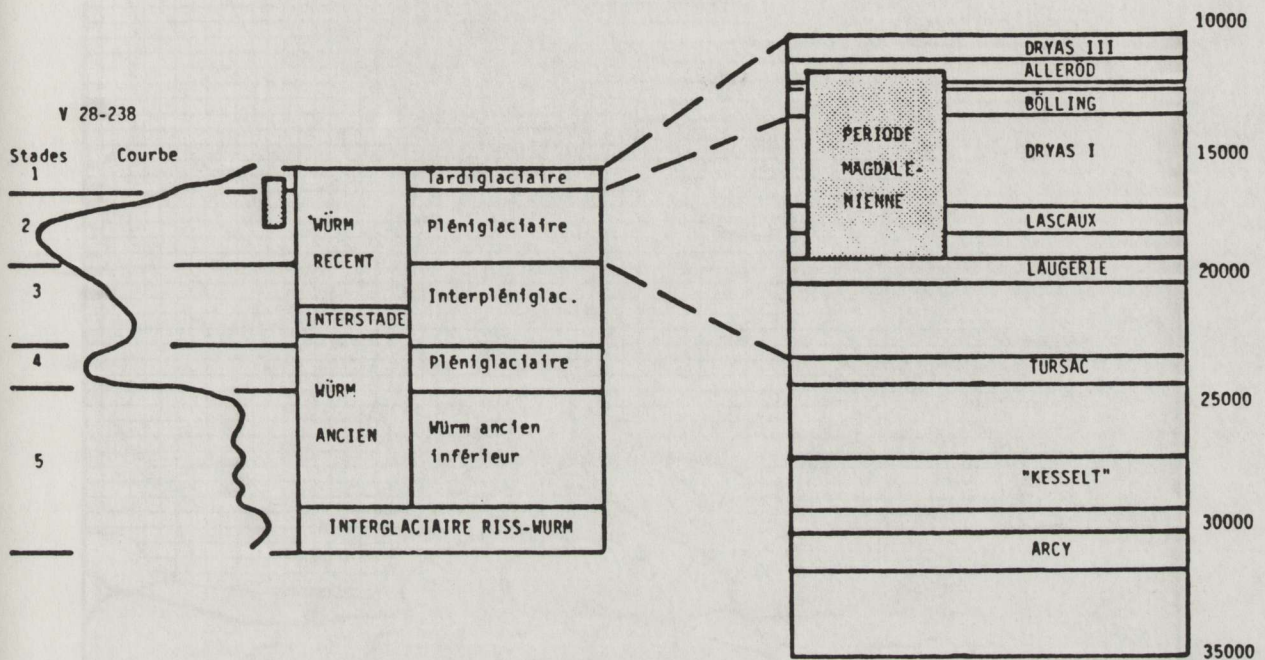 V 28-238
Stades Courbe
1
2
3
4
5
WÜRM
RECENT
INTERSTADE
WÜRM
ANCIEN
Tardiglaciaire
Pléniglaciaire
Interpléniglac.
Pléniglaciaire
Würm ancien
inférieur
INTERGLACIAIRE RISS-WURM
PERIODE
MAGDALE-
NIENNE
DRYAS III
ALLERÖD
BÖLLING
DRYAS I
LASCAUX
LAUGERIE
TURSAC
"KESSELT"
ARCY
10000
15000
20000
25000
30000
35000